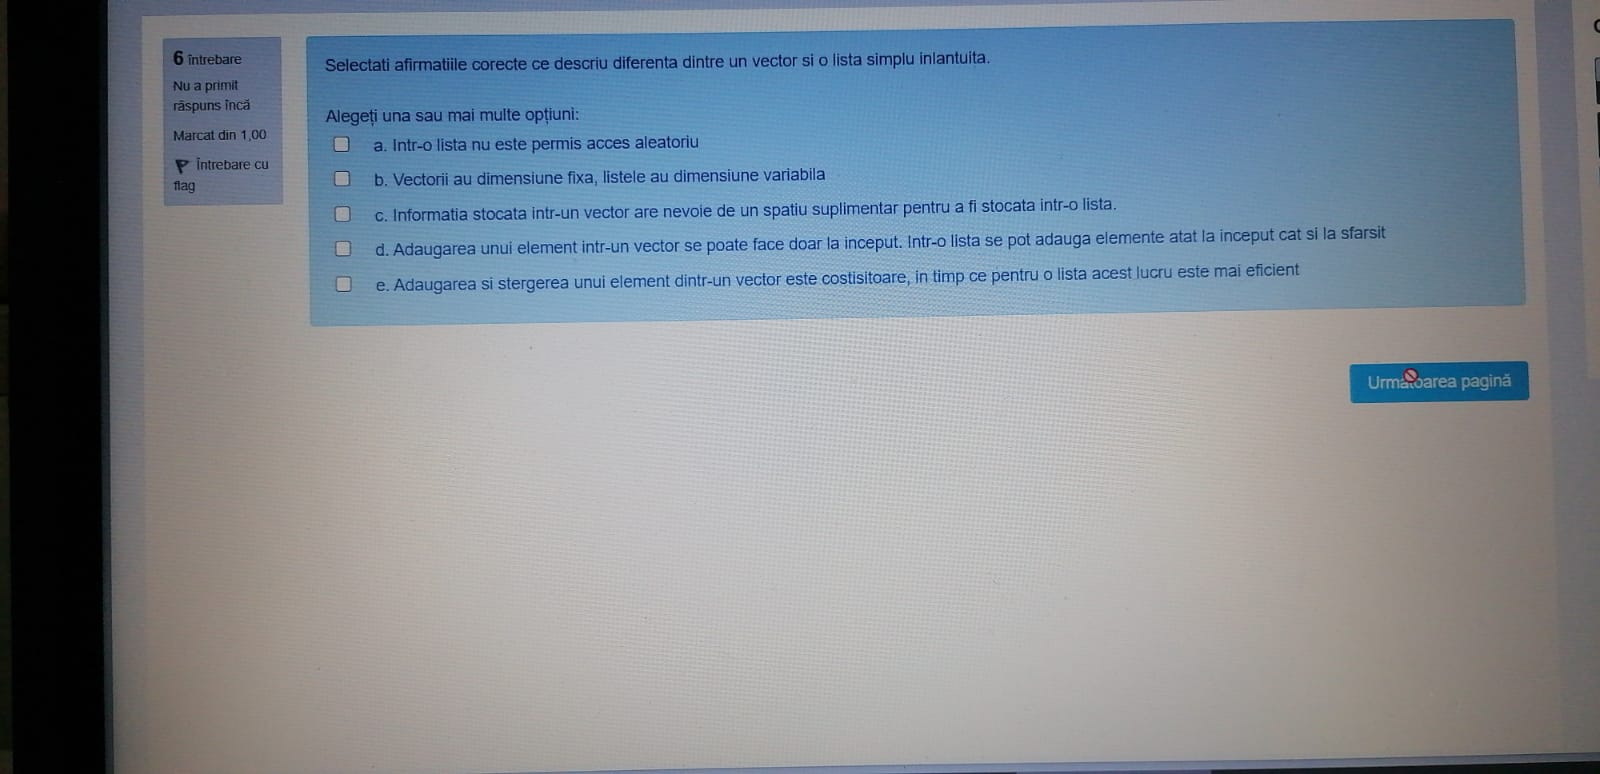 6 întrebare
Nu a primit
răspuns încă
Marcat din 1,00
Întrebare cu
flag
Selectati afirmatiile corecte ce descriu diferenta dintre un vector si o lista simplu inlantuita.
Alegeți una sau mai multe opțiuni:
a. Intr-o lista nu este permis acces aleatoriu
b. Vectorii au dimensiune fixa, listele au dimensiune variabila
c. Informatia stocata intr-un vector are nevoie de un spatiu suplimentar pentru a fi stocata intr-o lista.
d. Adaugarea unui element intr-un vector se poate face doar la inceput. Intr-o lista se pot adauga elemente atat la inceput cat si la sfarsit
e. Adaugarea si stergerea unui element dintr-un vector este costisitoare, in timp ce pentru o lista acest lucru este mai eficient
Următoarea pagină